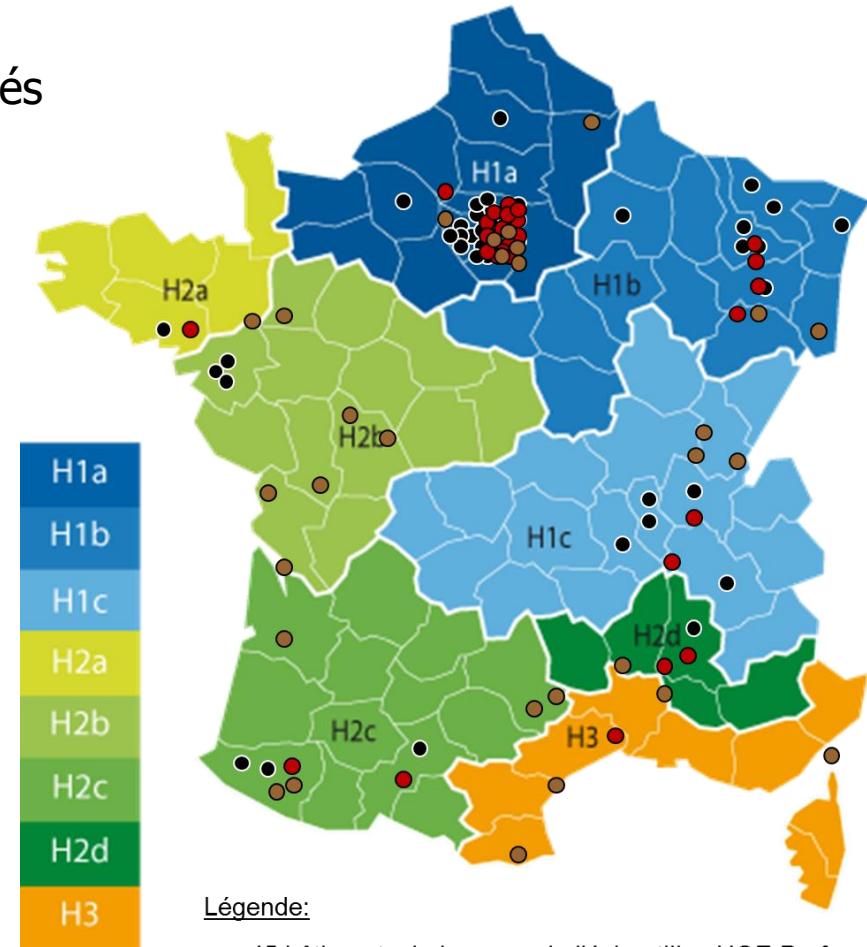 és
H1a
H1b
H2a
H2b
H1c
H2d
H2c
H3
H1a
H1b
H1c
H2a
H2b
H2c
H2d
H3
Légende: